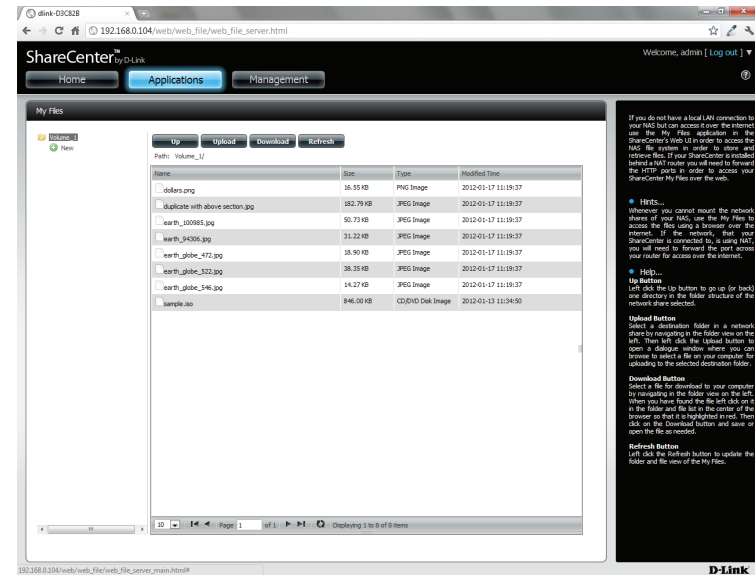 dlink-D3C82B
192.168.0.104/web/web_file/web_file_server.html
ShareCenter™ by D-Link
Welcome, admin [ Log out ] ▼
Home
Applications
Management
My Files
Volume_1
New
Up
Upload
Download
Refresh
Path: Volume_1/
Name Size Type Modified Time
dollars.png 16.55 KB PNG Image 2012-01-17 11:19:37
duplicate with above section.jpg 182.79 KB JPEG Image 2012-01-17 11:19:37
earth_100985.jpg 50.73 KB JPEG Image 2012-01-17 11:19:37
earth_94306.jpg 31.22 KB JPEG Image 2012-01-17 11:19:37
earth_globe_472.jpg 18.90 KB JPEG Image 2012-01-17 11:19:37
earth_globe_522.jpg 38.35 KB JPEG Image 2012-01-17 11:19:37
earth_globe_546.jpg 14.27 KB JPEG Image 2012-01-17 11:19:37
sample.iso 846.00 KB CD/DVD Disk Image 2012-01-13 11:34:50
10 Page 1 of 1 Displaying 1 to 8 of 8 items
If you do not have a local LAN connection to
your NAS but can access it over the internet
use the My Files application in the
ShareCenter's Web UI in order to access the
NAS file system in order to store and
retrieve files. If your ShareCenter is installed
behind a NAT router you will need to forward
the HTTP ports in order to access your
ShareCenter My Files over the web.
Hints...
Whenever you cannot mount the network
shares of your NAS, use the My Files to
access the files using a browser over the
internet. If the network, that your
ShareCenter is connected to, is using NAT,
you will need to forward the port across
your router for access over the internet.
Help...
Up Button
Left click the Up button to go up (or back)
one directory in the folder structure of the
network share selected.
Upload Button
Select a destination folder in a network
share by navigating in the folder view on the
left. Then left click the Upload button to
open a dialogue window where you can
browse to select a file on your computer for
uploading to the selected destination folder.
Download Button
Select a file for download to your computer
by navigating in the folder view on the left.
When you have found the file left click on it
in the folder and file list in the center of the
browser so that it is highlighted in red. Then
click on the Download button and save or
open the file as needed.
Refresh Button
Left click the Refresh button to update the
folder and file view of the My Files.
192.168.0.104/web/web_file/web_file_server_main.html#
D-Link